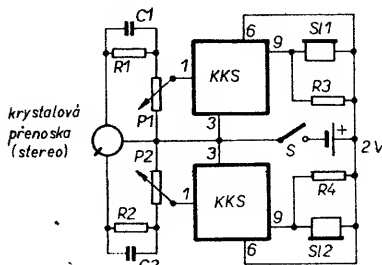 C1
6
Sl1
R1
9
1
KKS
P1
R3
krystalová
přenoska
(stereo)
3
S
+
2V
3
P2
R4
1
KKS
R2
9
Sl2
6